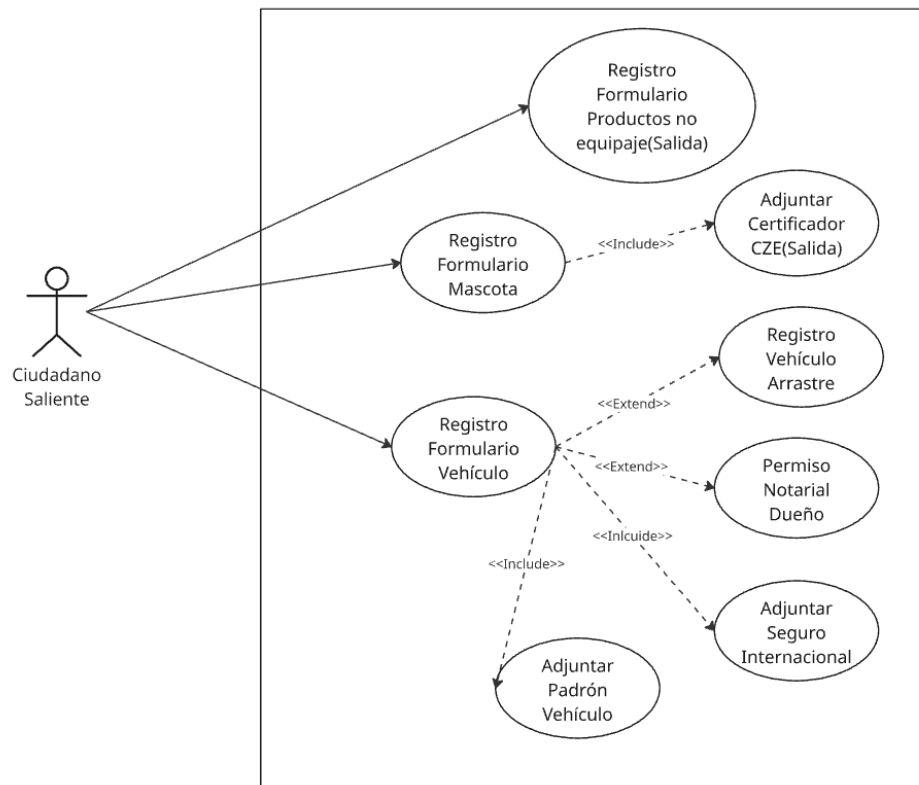 Registro
Formulario
Productos no
equipaje(Salida)
Adjuntar
Certificador
CZE(Salida)
<<Include>>
Registro
Formulario
Mascota
Ciudadano
Saliente
Registro
Vehículo
Arrastre
<<Extend>>
Registro
Formulario
Vehículo
<<Extend>>
Permiso
Notarial
Dueño
<<Inlcuide>>
<<Include>>
Adjuntar
Seguro
Internacional
Adjuntar
Padrón
Vehículo